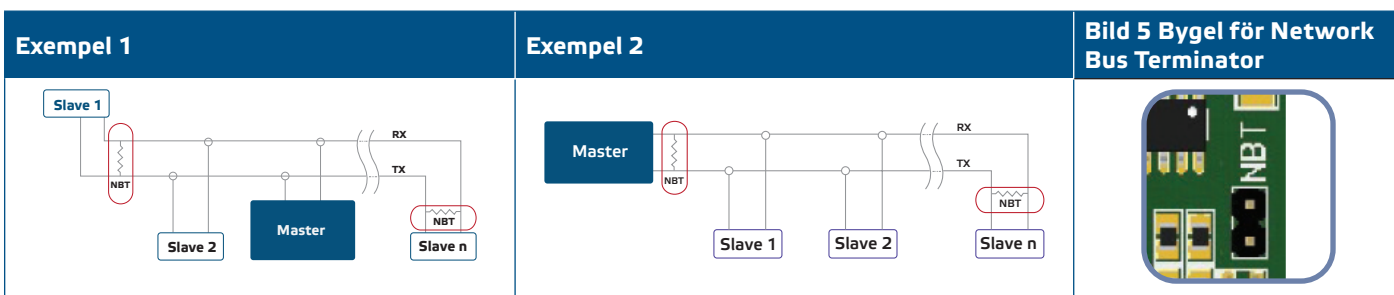 Exempel 1
Exempel 2
Bild 5 Bygel för Network
Bus Terminator
Slave 1
RX
TX
NBT
Slave 2
Master
NBT
Slave n
Master
RX
TX
NBT
NBT
Slave 1
Slave 2
Slave n
NBT